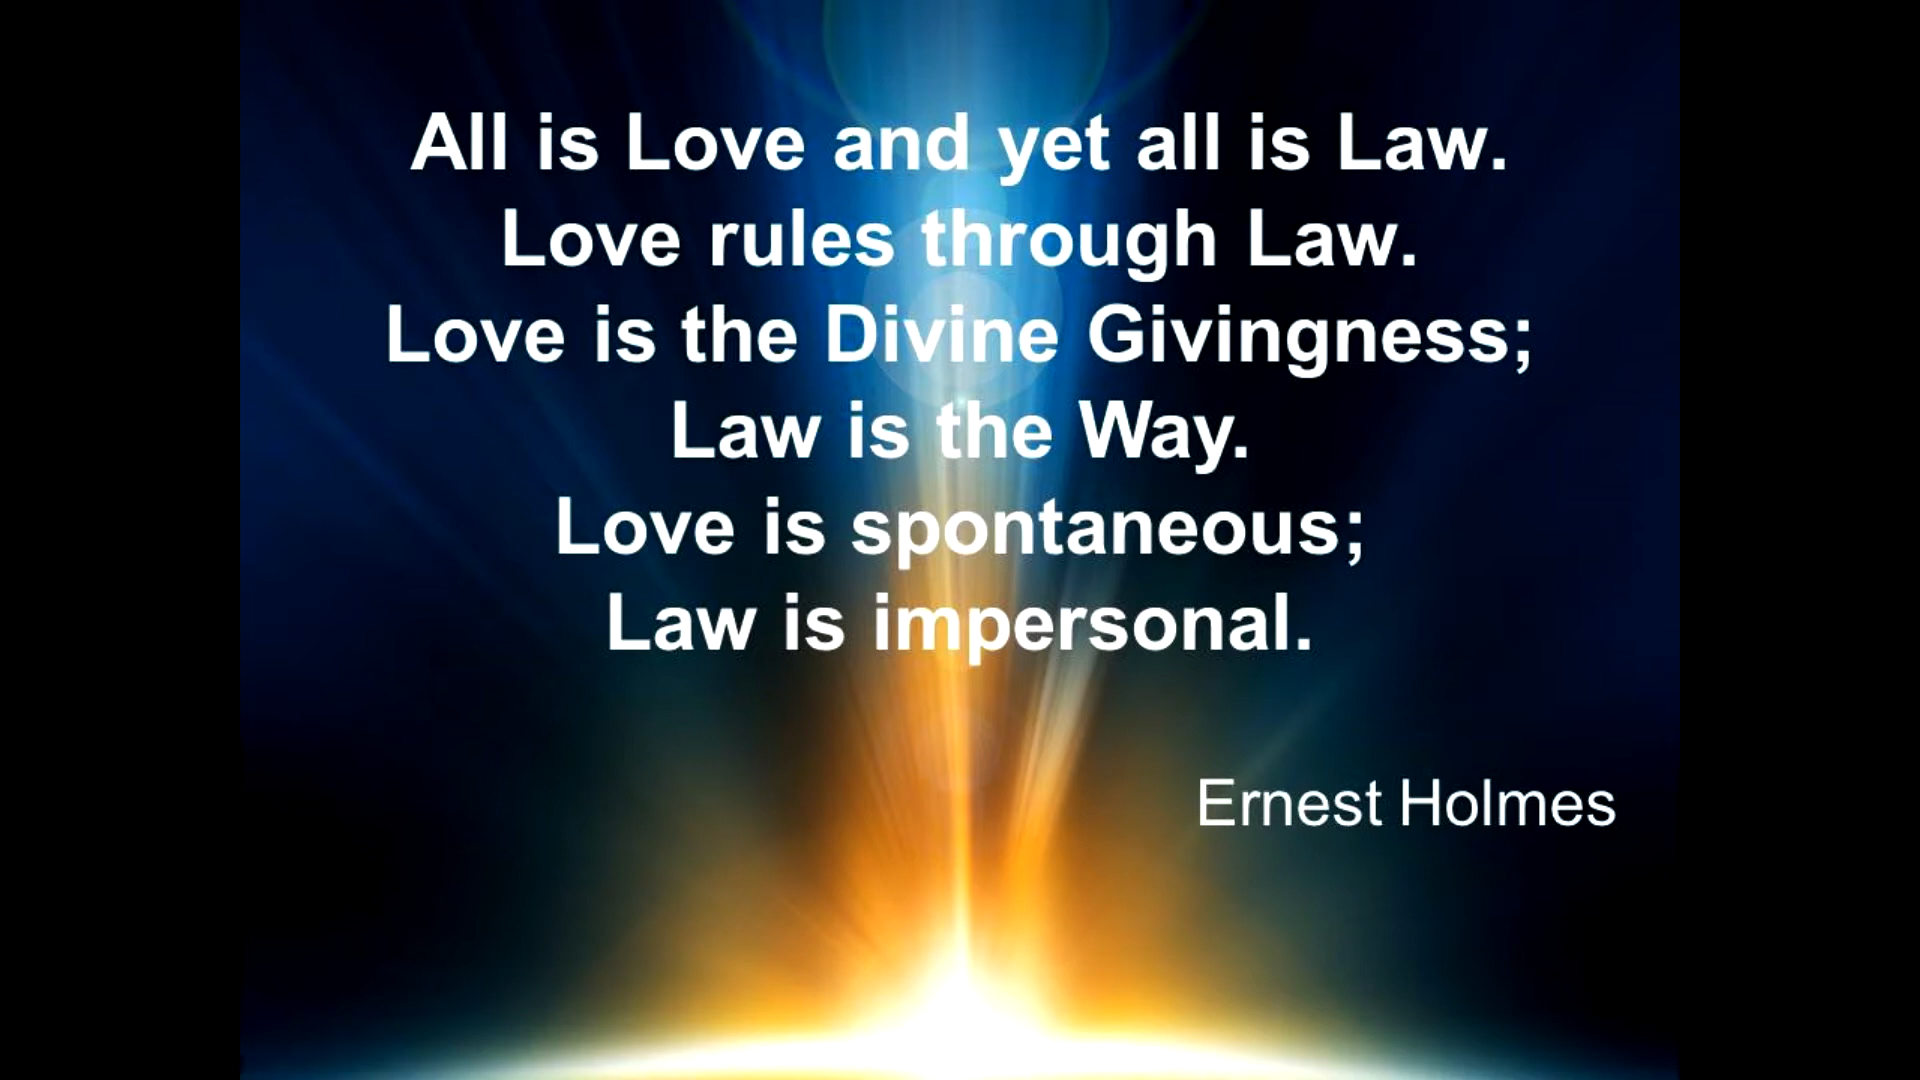 All is Love and yet all is Law.
Love rules through Law.
Love is the Divine Givingness;
Law is the Way.
Love is spontaneous;
Law is impersonal.
Ernest Holmes